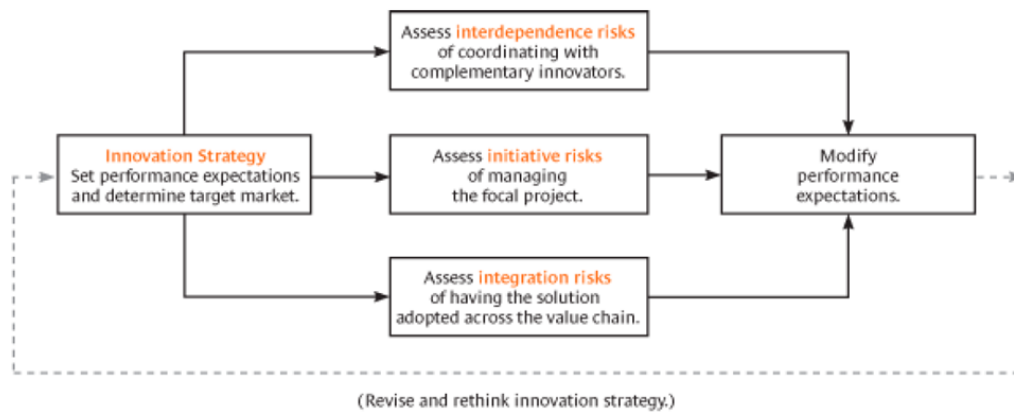 Assess interdependence risks
of coordinating with
complementary innovators.
Innovation Strategy
Set performance expectations
and determine target market.
Assess initiative risks
of managing
the focal project.
Modify
performance
expectations.
Assess integration risks
of having the solution
adopted across the value chain.
(Revise and rethink innovation strategy.)